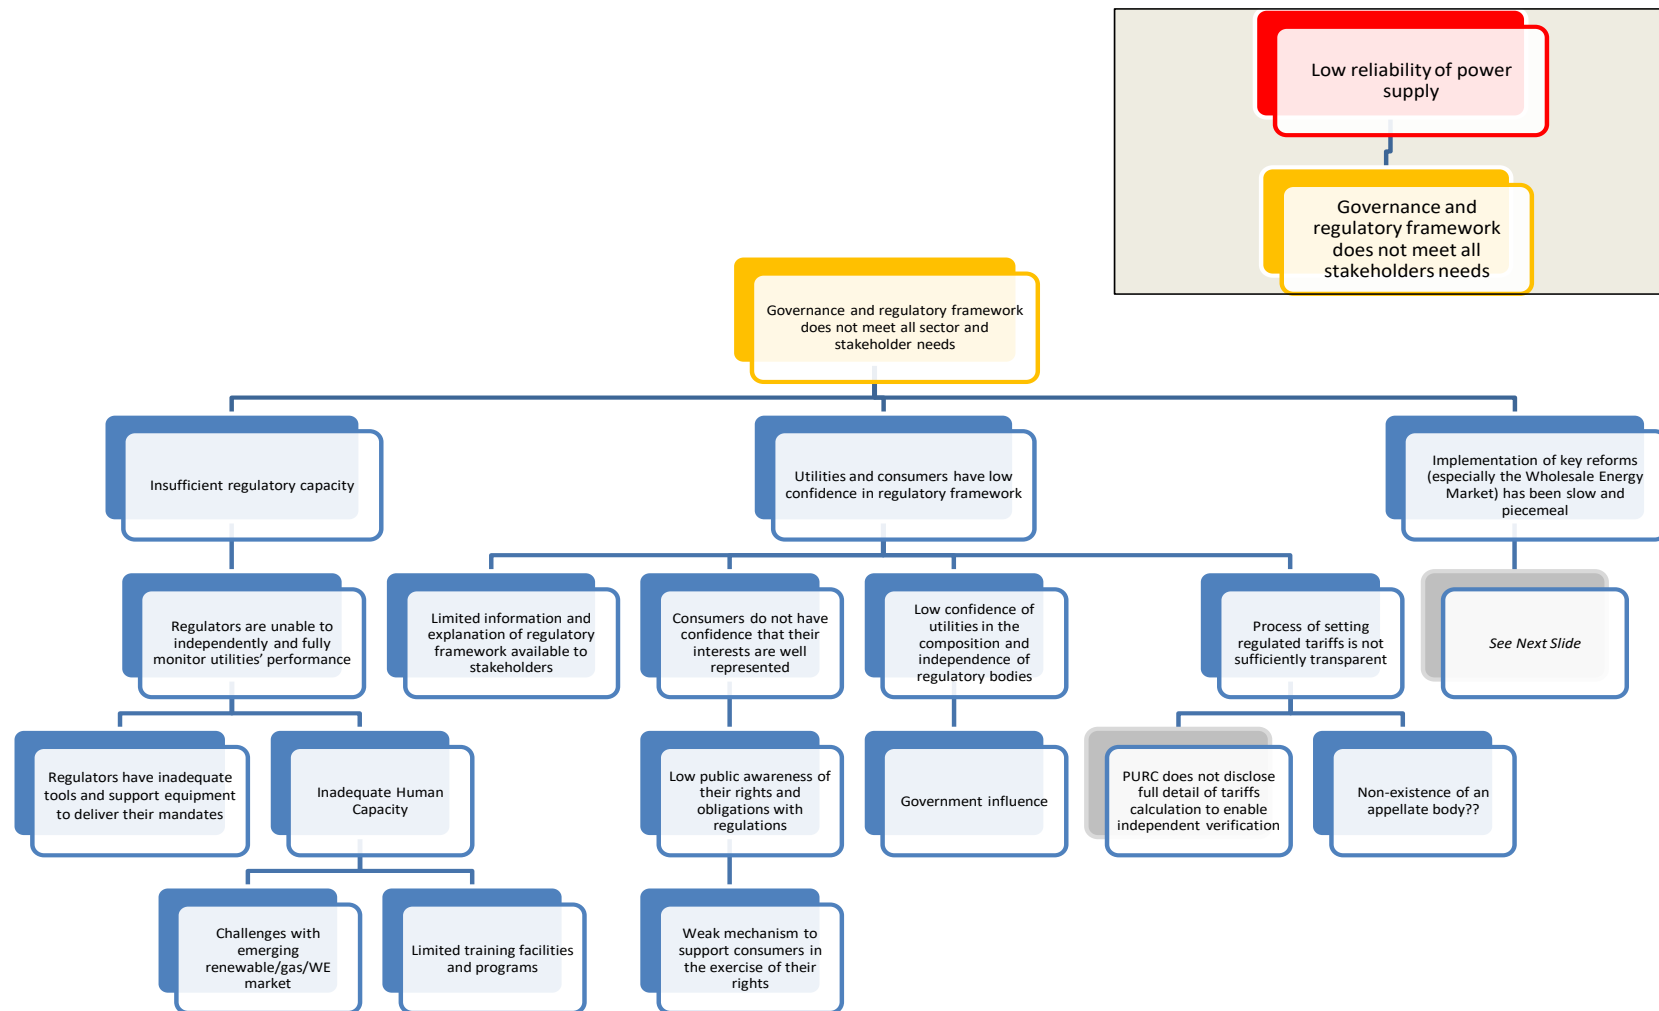 Low reliability of power
supply
Governance and
regulatory framework
does not meet all
stakeholders needs
Governance and regulatory framework
does not meet all sector and
stakeholder needs
Insufficient regulatory capacity
Utilities and consumers have low
confidence in regulatory framework
Implementation of key reforms
(especially the Wholesale Energy
Market) has been slow and
piecemeal
Regulators are unable to
independently and fully
monitor utilities’ performance
Limited information and
explanation of regulatory
framework available to
stakeholders
Consumers do not have
confidence that their
interests are well
represented
Low confidence of
utilities in the
composition and
independence of
regulatory bodies
Process of setting
regulated tariffs is not
sufficiently transparent
See Next Slide
Regulators have inadequate
tools and support equipment
to deliver their mandates
Inadequate Human
Capacity
Low public awareness of
their rights and
obligations with
regulations
Government influence
PURC does not disclose
full detail of tariffs
calculation to enable
independent verification
Non-existence of an
appellate body??
Challenges with
emerging
renewable/gas/WE
market
Limited training facilities
and programs
Weak mechanism to
support consumers in
the exercise of their
rights